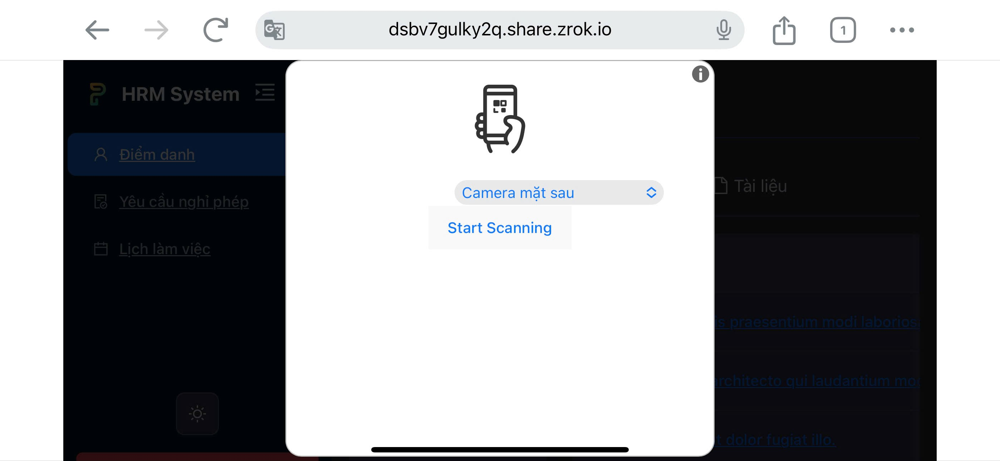 dsbv7gulky2q.share.zrok.io
1
HRM System
Điểm danh
Yêu cầu nghỉ phép
Lịch làm việc
Camera mặt sau
Start Scanning
Tài liệu
is praesentium modi laborios
architecto qui laudantium mo
t dolor fugiat illo.